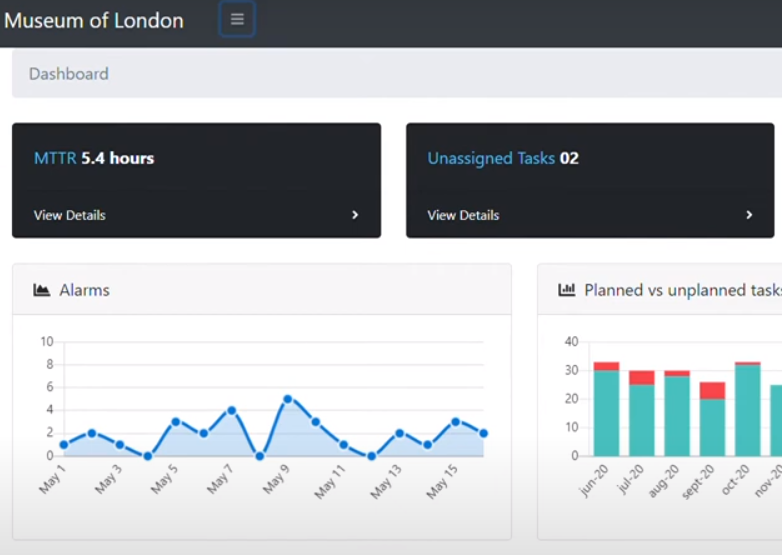 Museum of London
Dashboard
MTTR 5.4 hours
View Details
Unassigned Tasks 02
View Details
Alarms
10
8
6
4
2
0
May 1
May 3
May 5
May 7
May 9
May 11
May 13
May 15
Planned vs unplanned tasks
40
30
20
10
0
jun-20
jul-20
aug-20
sept-20
oct-20
nov-20